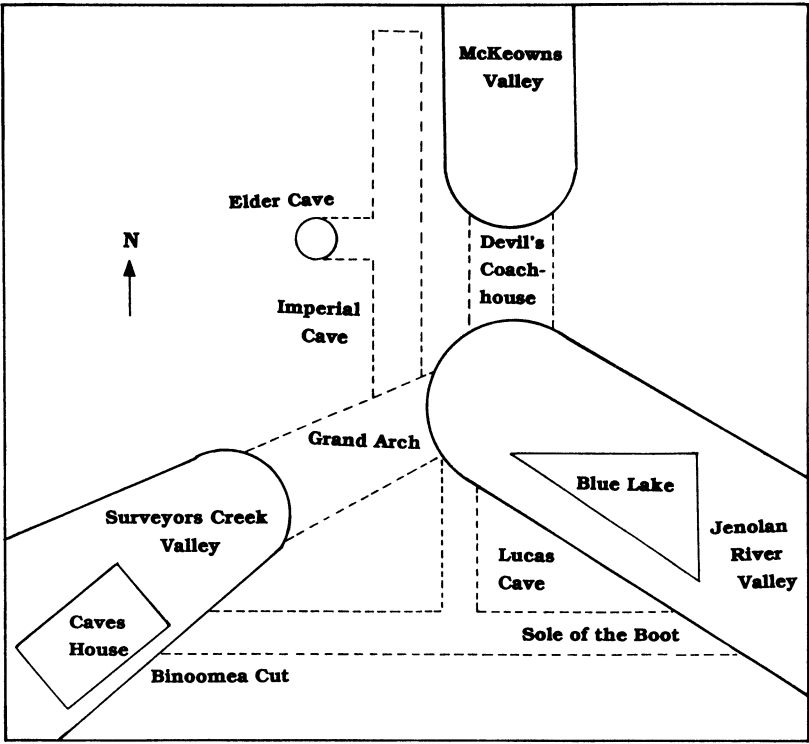 McKeowns
Valley
Elder Cave
N
Devil's
Coach-
house
Imperial
Cave
Grand Arch
Blue Lake
Surveyors Creek
Valley
Jenolan
River
Valley
Lucas
Cave
Caves
House
Sole of the Boot
Binoomea Cut